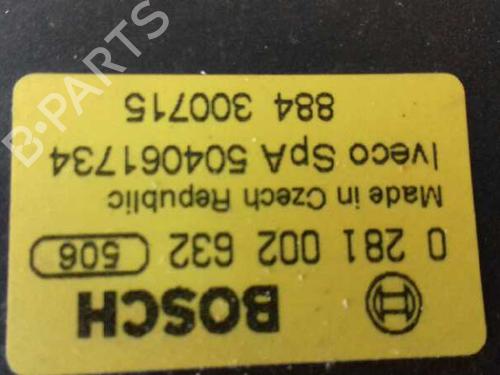 BOSCH
0 281 002 632 506
Made in Czech Republic
Iveco SpA 504061734
884 300715
B-PARTS